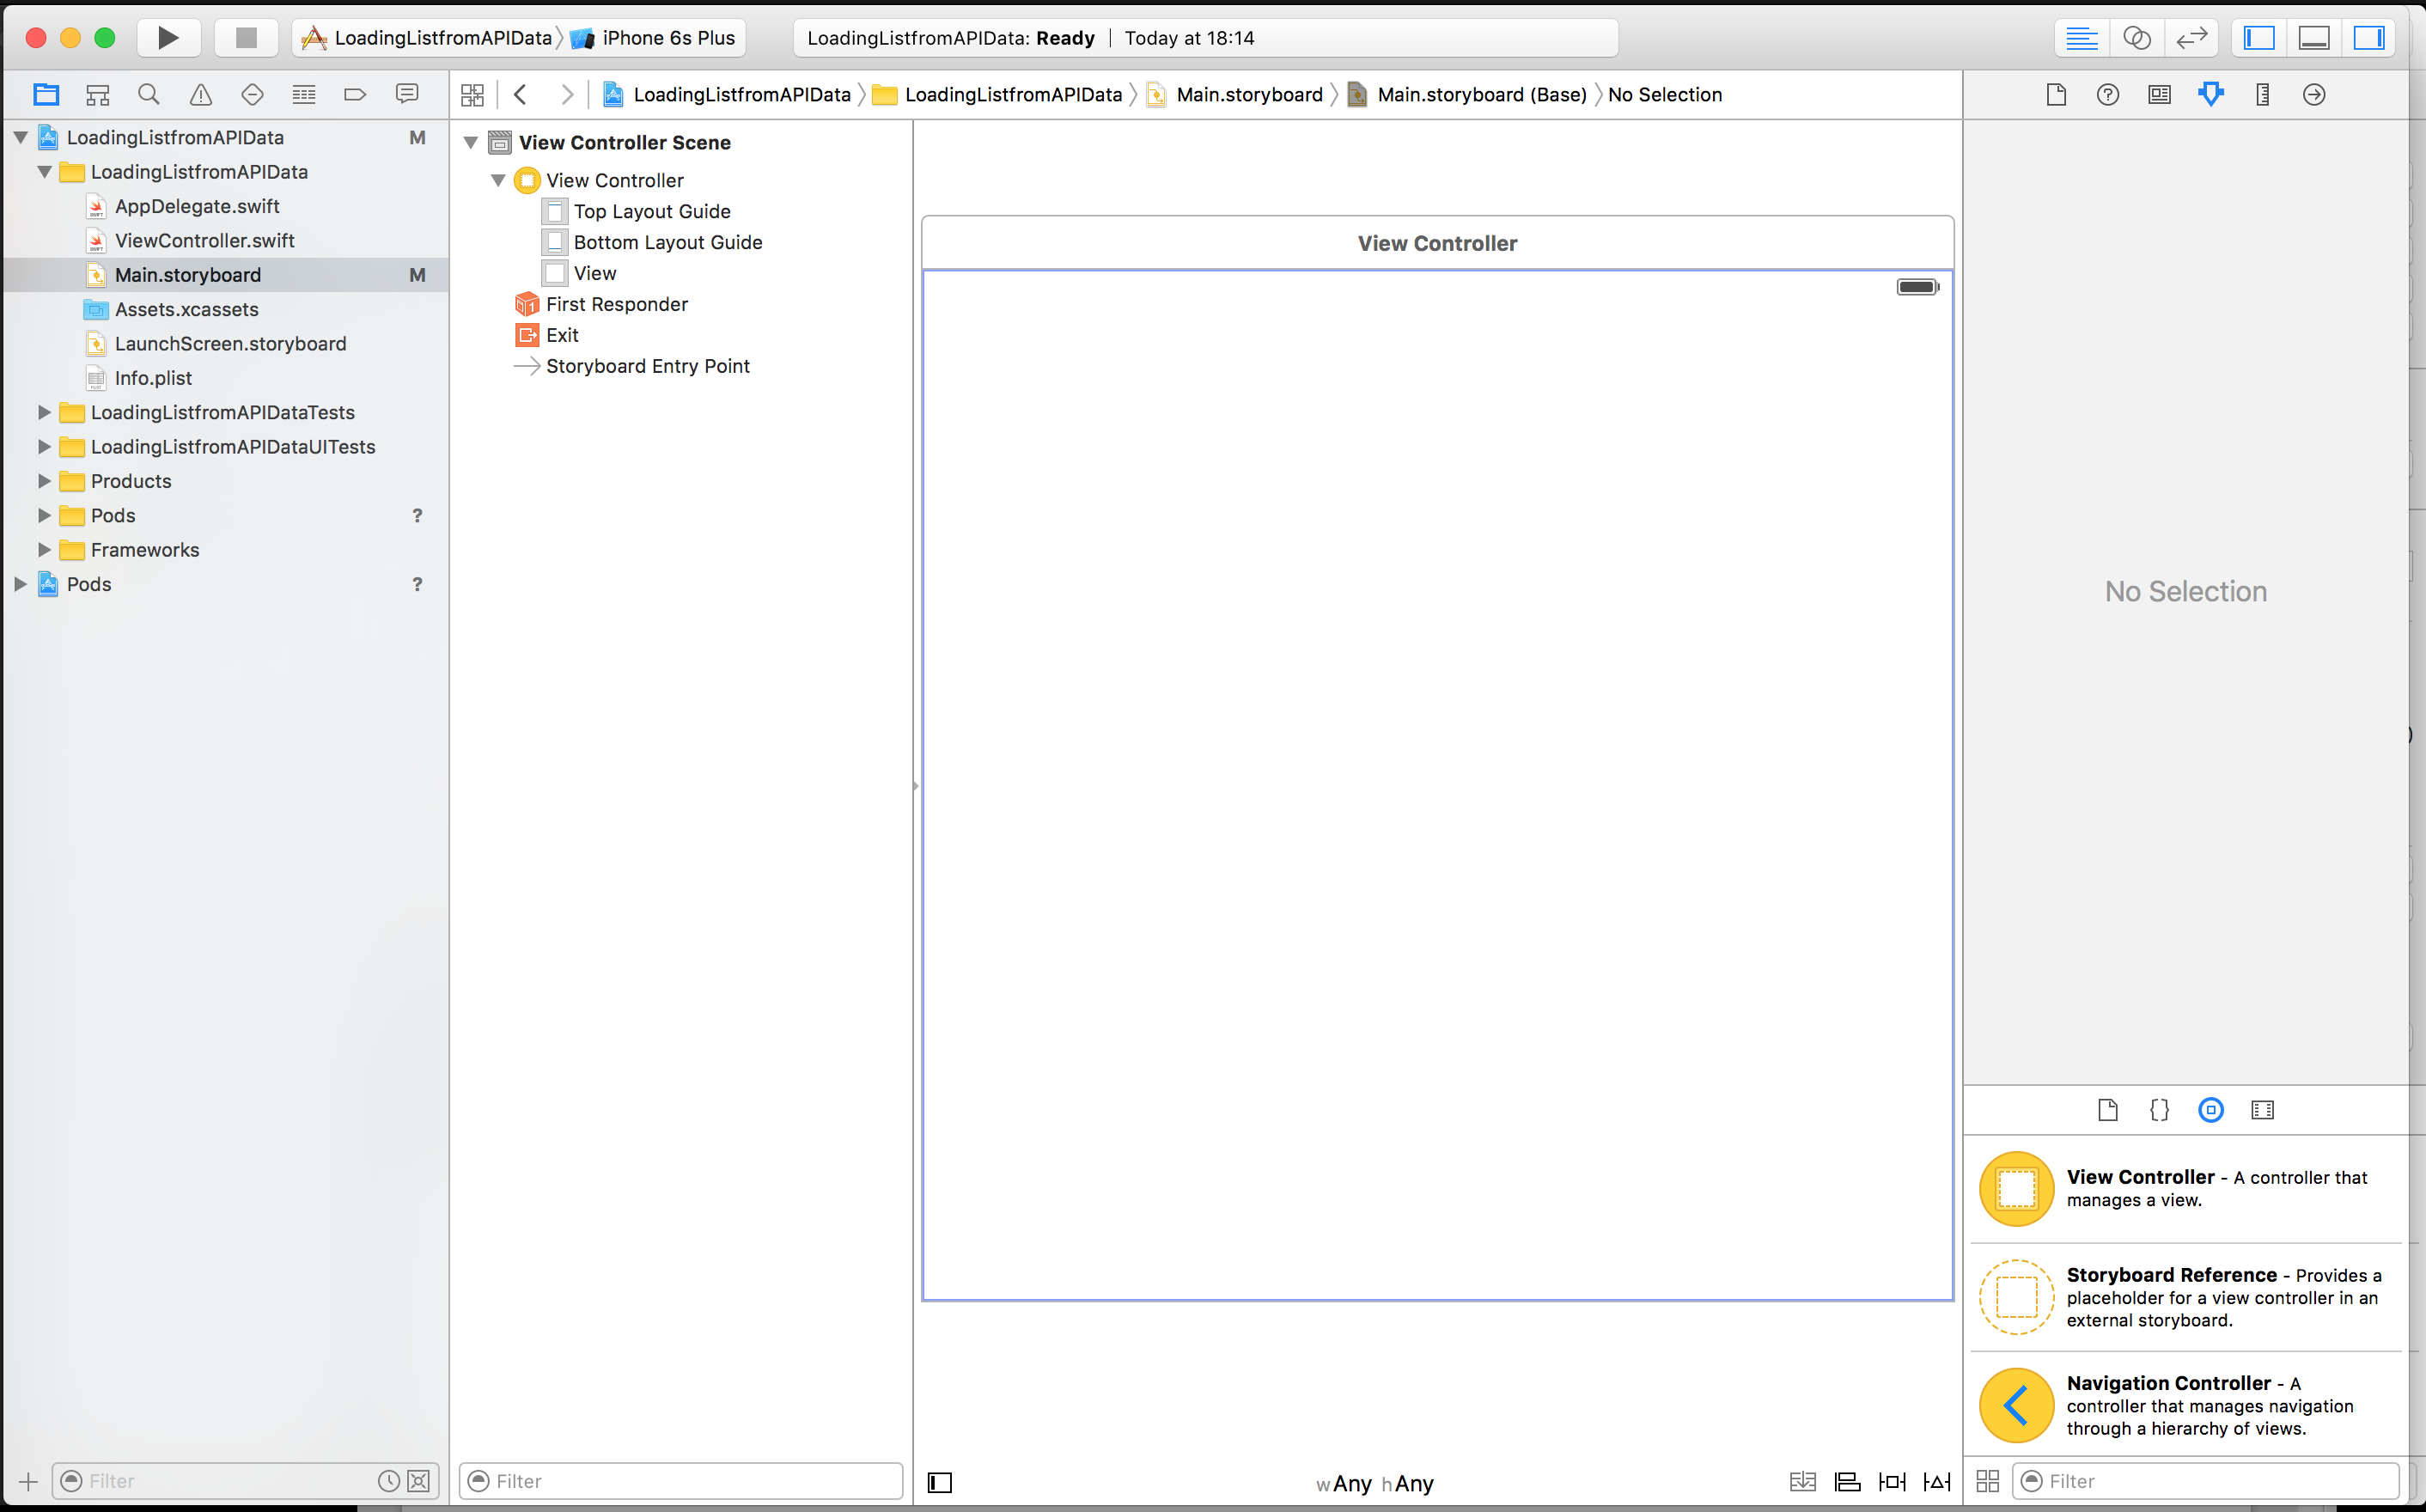 LoadingListfromAPIData iPhone 6s Plus
LoadingListfromAPIData: Ready | Today at 18:14
LoadingListfromAPIData LoadingListfromAPIData Main.storyboard Main.storyboard (Base) No Selection
LoadingListfromAPIData M
LoadingListfromAPIData
AppDelegate.swift
ViewController.swift
Main.storyboard M
Assets.xcassets
LaunchScreen.storyboard
Info.plist
LoadingListfromAPIDataTests
LoadingListfromAPIDataUITests
Products
Pods ?
Frameworks
Pods ?
Filter
View Controller Scene
View Controller
Top Layout Guide
Bottom Layout Guide
View
First Responder
Exit
Storyboard Entry Point
Filter
View Controller
wAny hAny
No Selection
View Controller - A controller that
manages a view.
Storyboard Reference - Provides a
placeholder for a view controller in an
external storyboard.
Navigation Controller - A
controller that manages navigation
through a hierarchy of views.
Filter